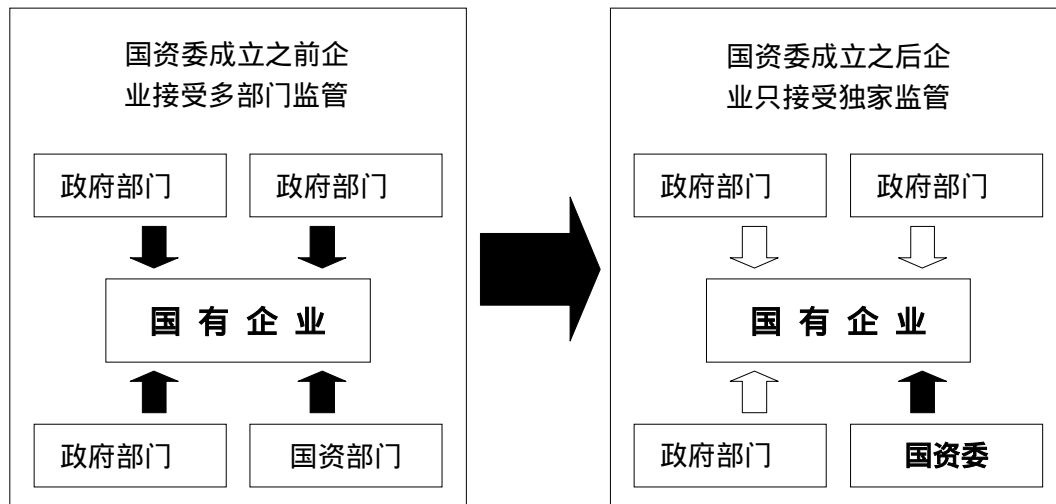 国资委成立之前企
业接受多部门监管
政府部门
政府部门
国 有 企 业
政府部门
国资部门
国资委成立之后企
业只接受独家监管
政府部门
政府部门
国 有 企 业
政府部门
国资委